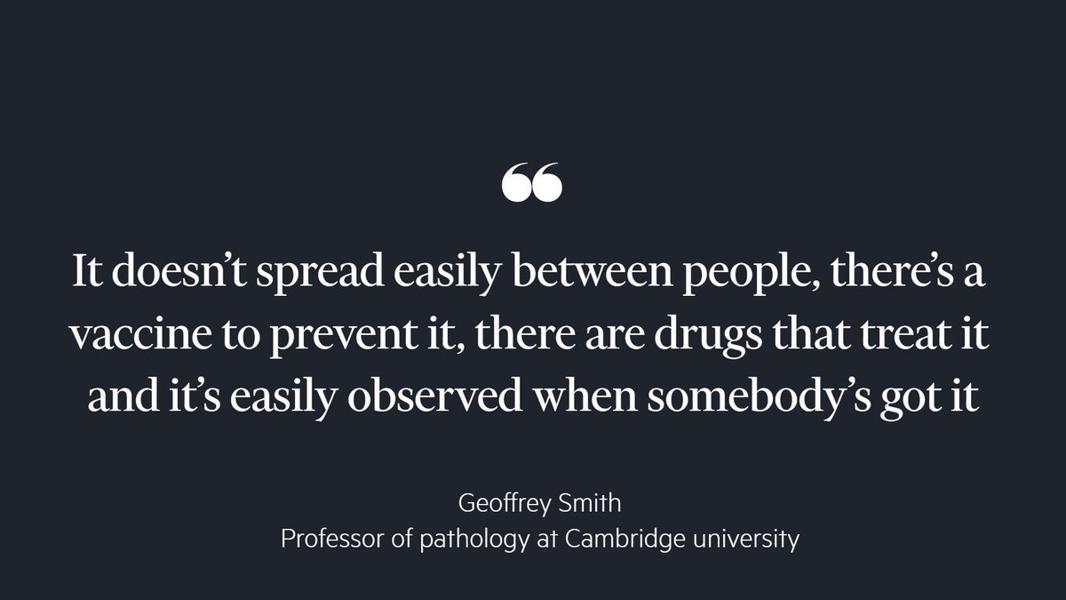 “
It doesn’t spread easily between people, there’s a
vaccine to prevent it, there are drugs that treat it
and it’s easily observed when somebody’s got it
Geoffrey Smith
Professor of pathology at Cambridge university